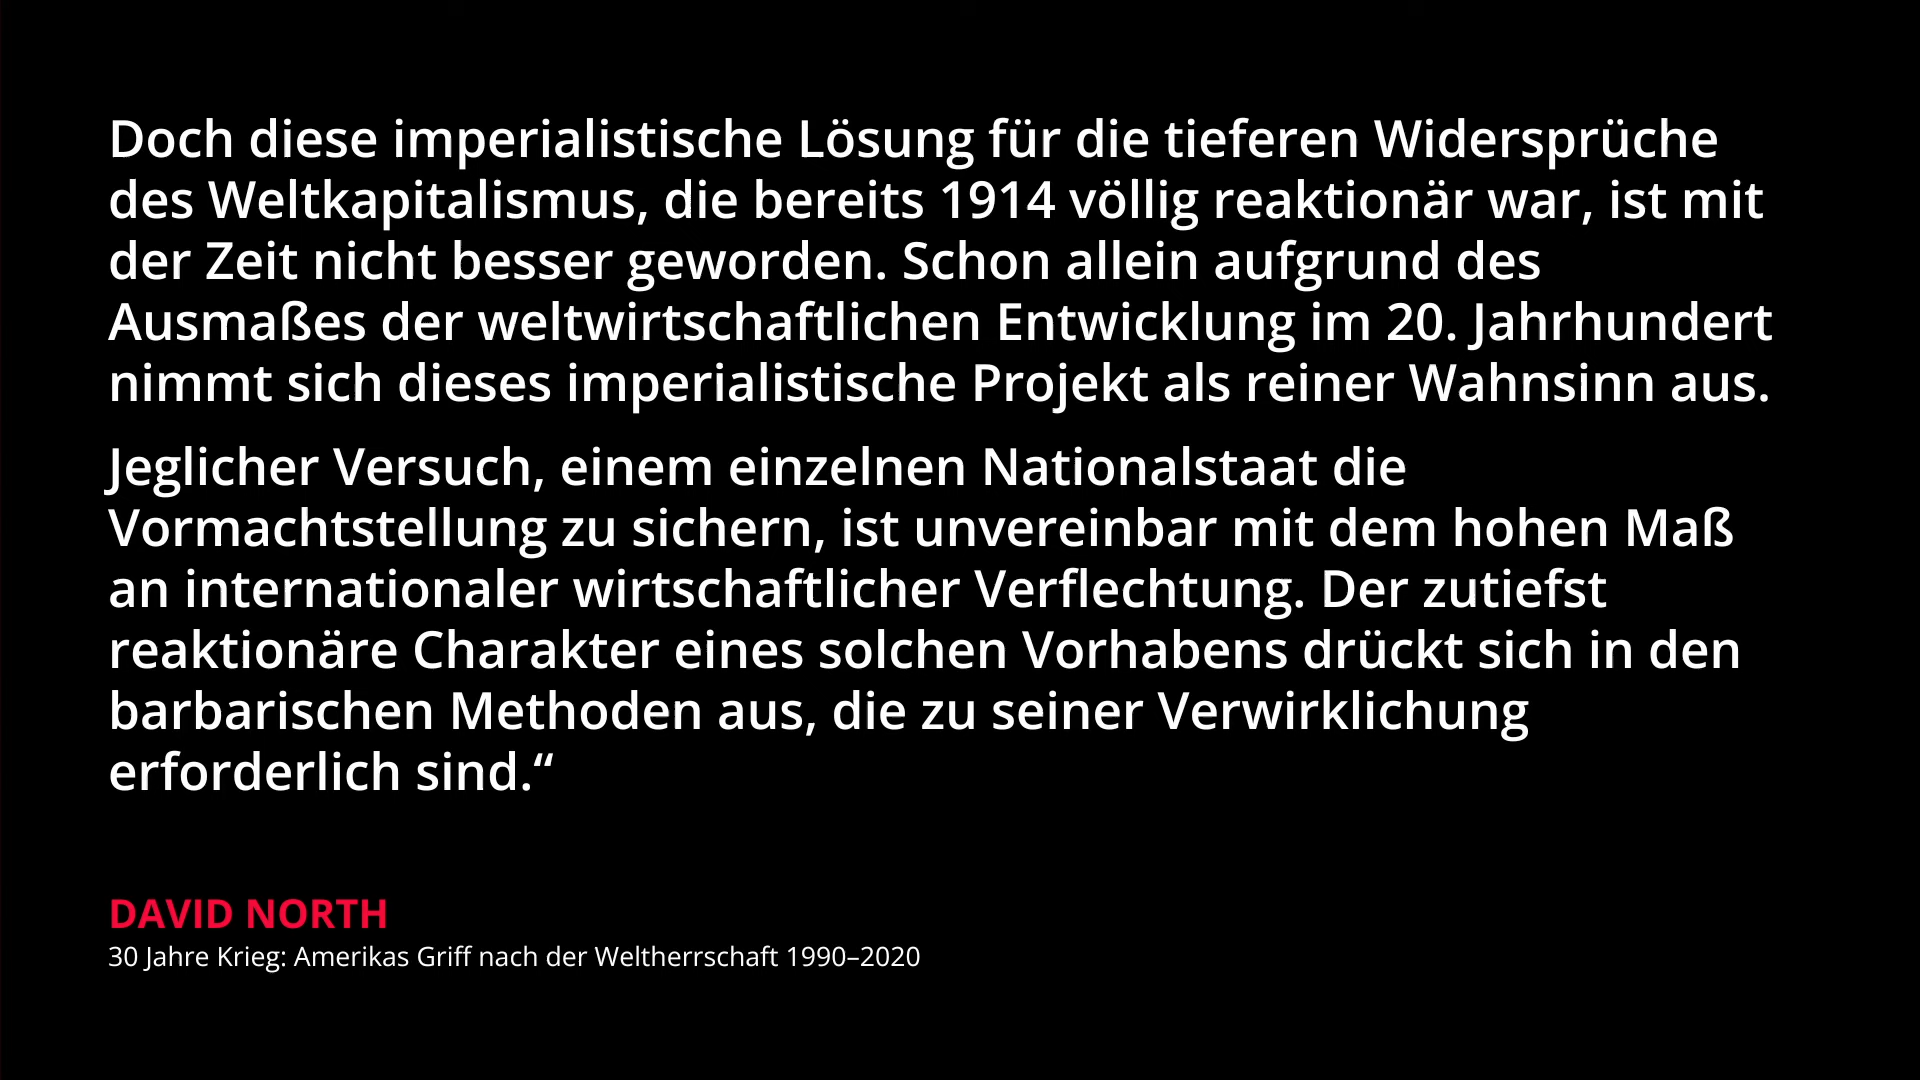 Doch diese imperialistische Lösung für die tieferen Widersprüche
des Weltkapitalismus, die bereits 1914 völlig reaktionär war, ist mit
der Zeit nicht besser geworden. Schon allein aufgrund des
Ausmaßes der weltwirtschaftlichen Entwicklung im 20. Jahrhundert
nimmt sich dieses imperialistische Projekt als reiner Wahnsinn aus.
Jeglicher Versuch, einem einzelnen Nationalstaat die
Vormachtstellung zu sichern, ist unvereinbar mit dem hohen Maß
an internationaler wirtschaftlicher Verflechtung. Der zutiefst
reaktionäre Charakter eines solchen Vorhabens drückt sich in den
barbarischen Methoden aus, die zu seiner Verwirklichung
erforderlich sind.“
DAVID NORTH
30 Jahre Krieg: Amerikas Griff nach der Weltherrschaft 1990–2020